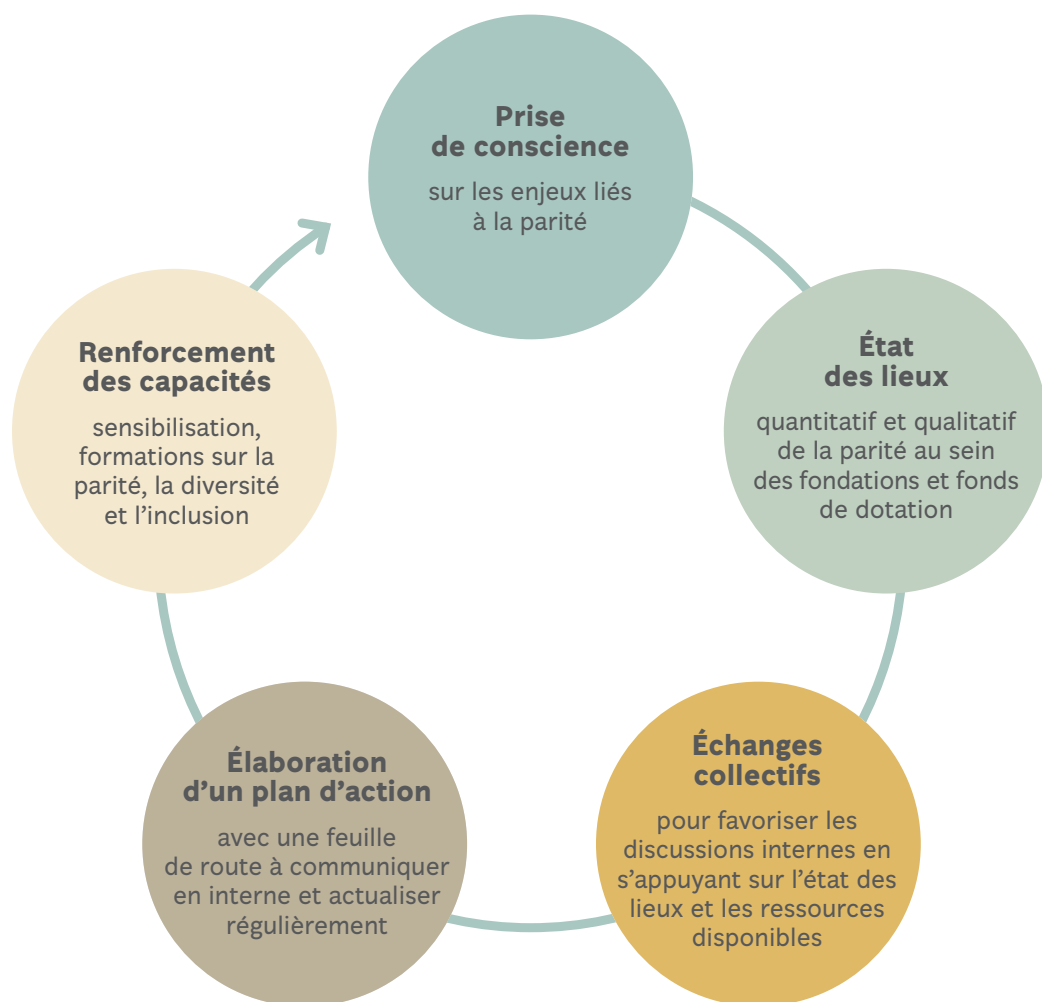 Prise
de conscience
sur les enjeux liés
à la parité
État
des lieux
quantitatif et qualitatif
de la parité au sein
des fondations et fonds
de dotation
Échanges
collectifs
pour favoriser les
discussions internes en
s'appuyant sur l'état des
lieux et les ressources
disponibles
Élaboration
d'un plan d'action
avec une feuille
de route à communiquer
en interne et actualiser
régulièrement
Renforcement
des capacités
sensibilisation,
formations sur la
parité, la diversité
et l'inclusion